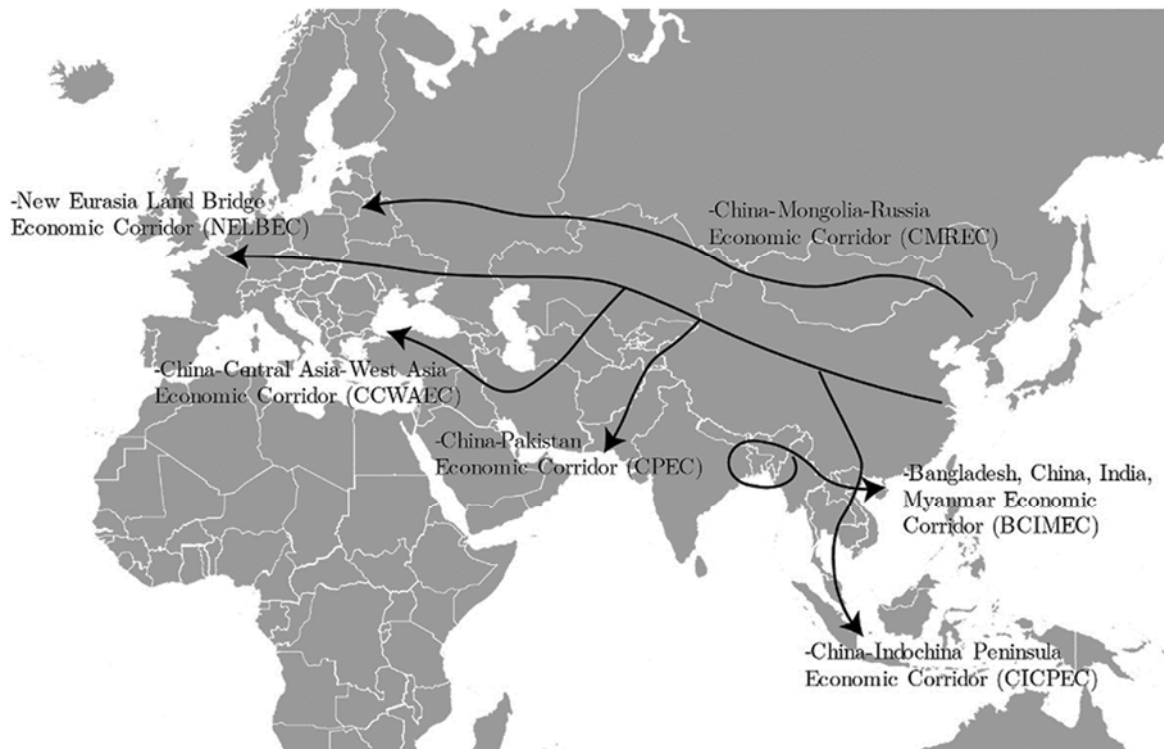 -New Eurasia Land Bridge
Economic Corridor (NELBEC)
-China-Mongolia-Russia
Economic Corridor (CMREC)
-China-Central Asia-West Asia
Economic Corridor (CCWAEC)
-China-Pakistan
Economic Corridor (CPEC)
-Bangladesh, China, India,
Myanmar Economic
Corridor (BCIMEC)
-China-Indochina Peninsula
Economic Corridor (CICPEC)